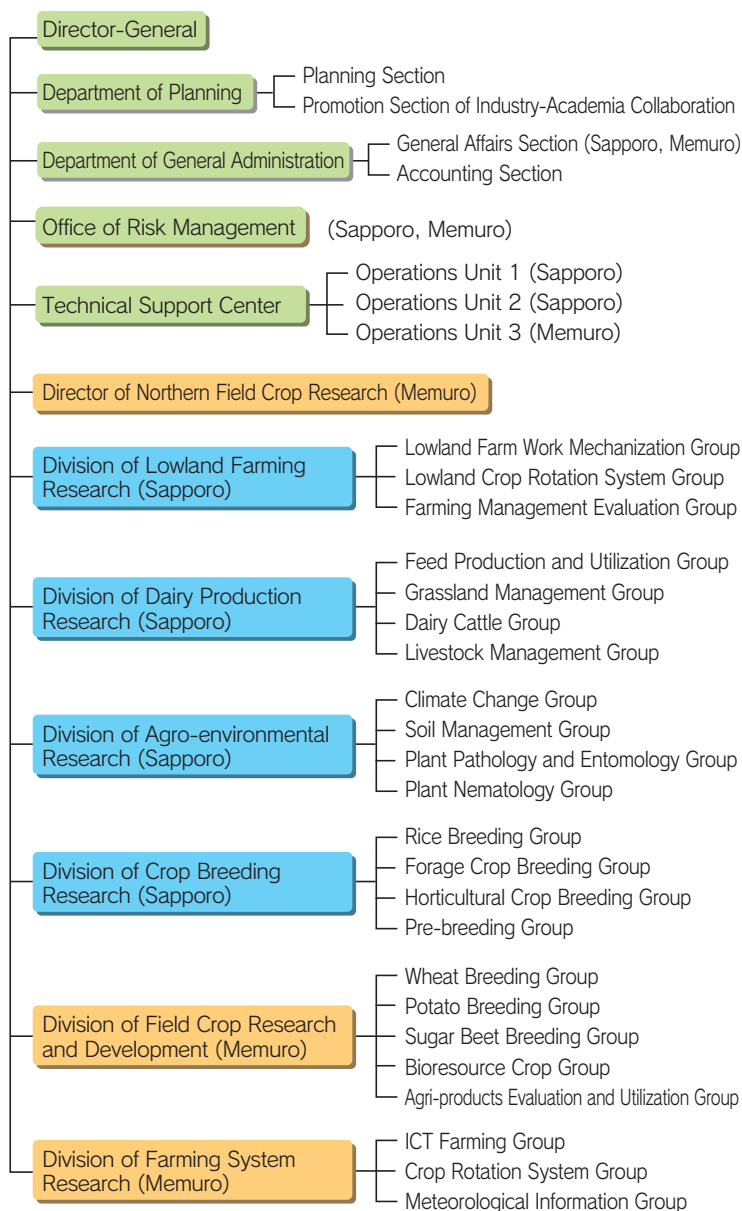 Director-General
Department of Planning
Planning Section
Promotion Section of Industry-Academia Collaboration
Department of General Administration
General Affairs Section (Sapporo, Memuro)
Accounting Section
Office of Risk Management
(Sapporo, Memuro)
Technical Support Center
Operations Unit 1 (Sapporo)
Operations Unit 2 (Sapporo)
Operations Unit 3 (Memuro)
Director of Northern Field Crop Research (Memuro)
Division of Lowland Farming
Research (Sapporo)
Lowland Farm Work Mechanization Group
Lowland Crop Rotation System Group
Farming Management Evaluation Group
Division of Dairy Production
Research (Sapporo)
Feed Production and Utilization Group
Grassland Management Group
Dairy Cattle Group
Livestock Management Group
Division of Agro-environmental
Research (Sapporo)
Climate Change Group
Soil Management Group
Plant Pathology and Entomology Group
Plant Nematology Group
Division of Crop Breeding
Research (Sapporo)
Rice Breeding Group
Forage Crop Breeding Group
Horticultural Crop Breeding Group
Pre-breeding Group
Division of Field Crop Research
and Development (Memuro)
Wheat Breeding Group
Potato Breeding Group
Sugar Beet Breeding Group
Bioresource Crop Group
Agri-products Evaluation and Utilization Group
Division of Farming System
Research (Memuro)
ICT Farming Group
Crop Rotation System Group
Meteorological Information Group